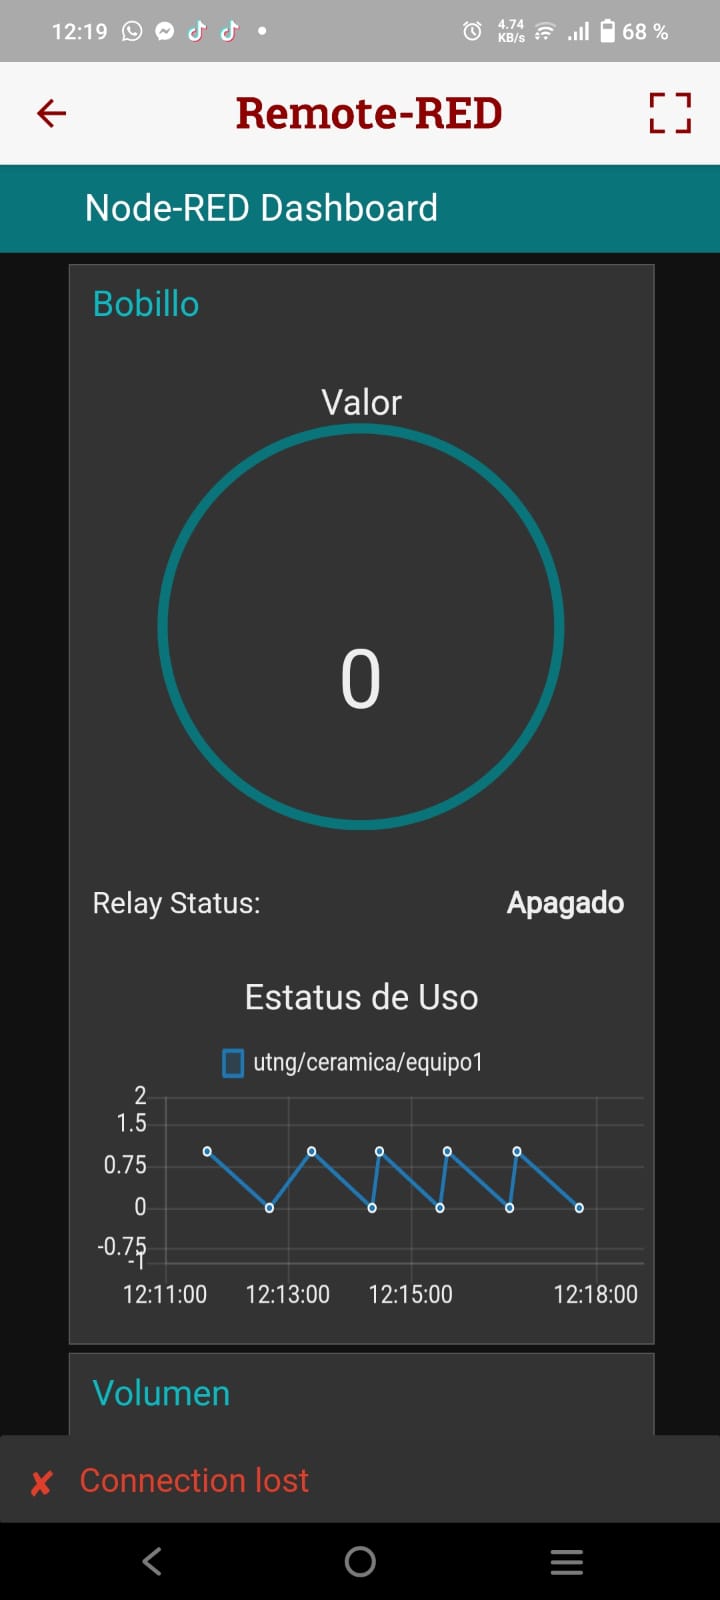 12:19 4.74 KB/s 68 %
Remote-RED
Node-RED Dashboard
Bobillo
Valor
0
Relay Status: Apagado
Estatus de Uso
utng/ceramica/equipo1
2
1.5
0.75
0
-0.75
-1
12:11:00 12:13:00 12:15:00 12:18:00
Volumen
✘ Connection lost